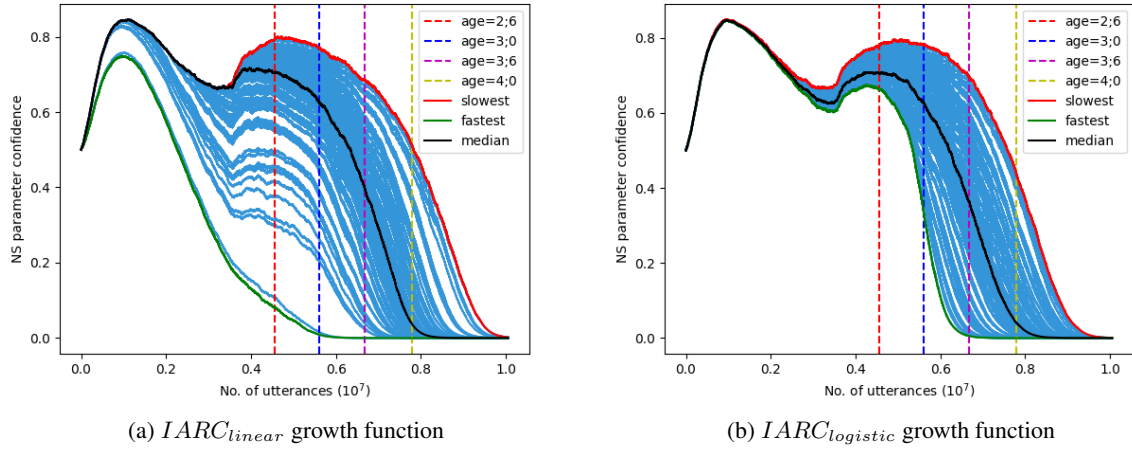 0.8
0.6
0.4
0.2
0.0
NS parameter confidence
0.0 0.2 0.4 0.6 0.8 1.0
No. of utterances (10^7)
age=2;6
age=3;0
age=3;6
age=4;0
slowest
fastest
median
(a) IARC_linear growth function
0.8
0.6
0.4
0.2
0.0
NS parameter confidence
0.0 0.2 0.4 0.6 0.8 1.0
No. of utterances (10^7)
age=2;6
age=3;0
age=3;6
age=4;0
slowest
fastest
median
(b) IARC_logistic growth function